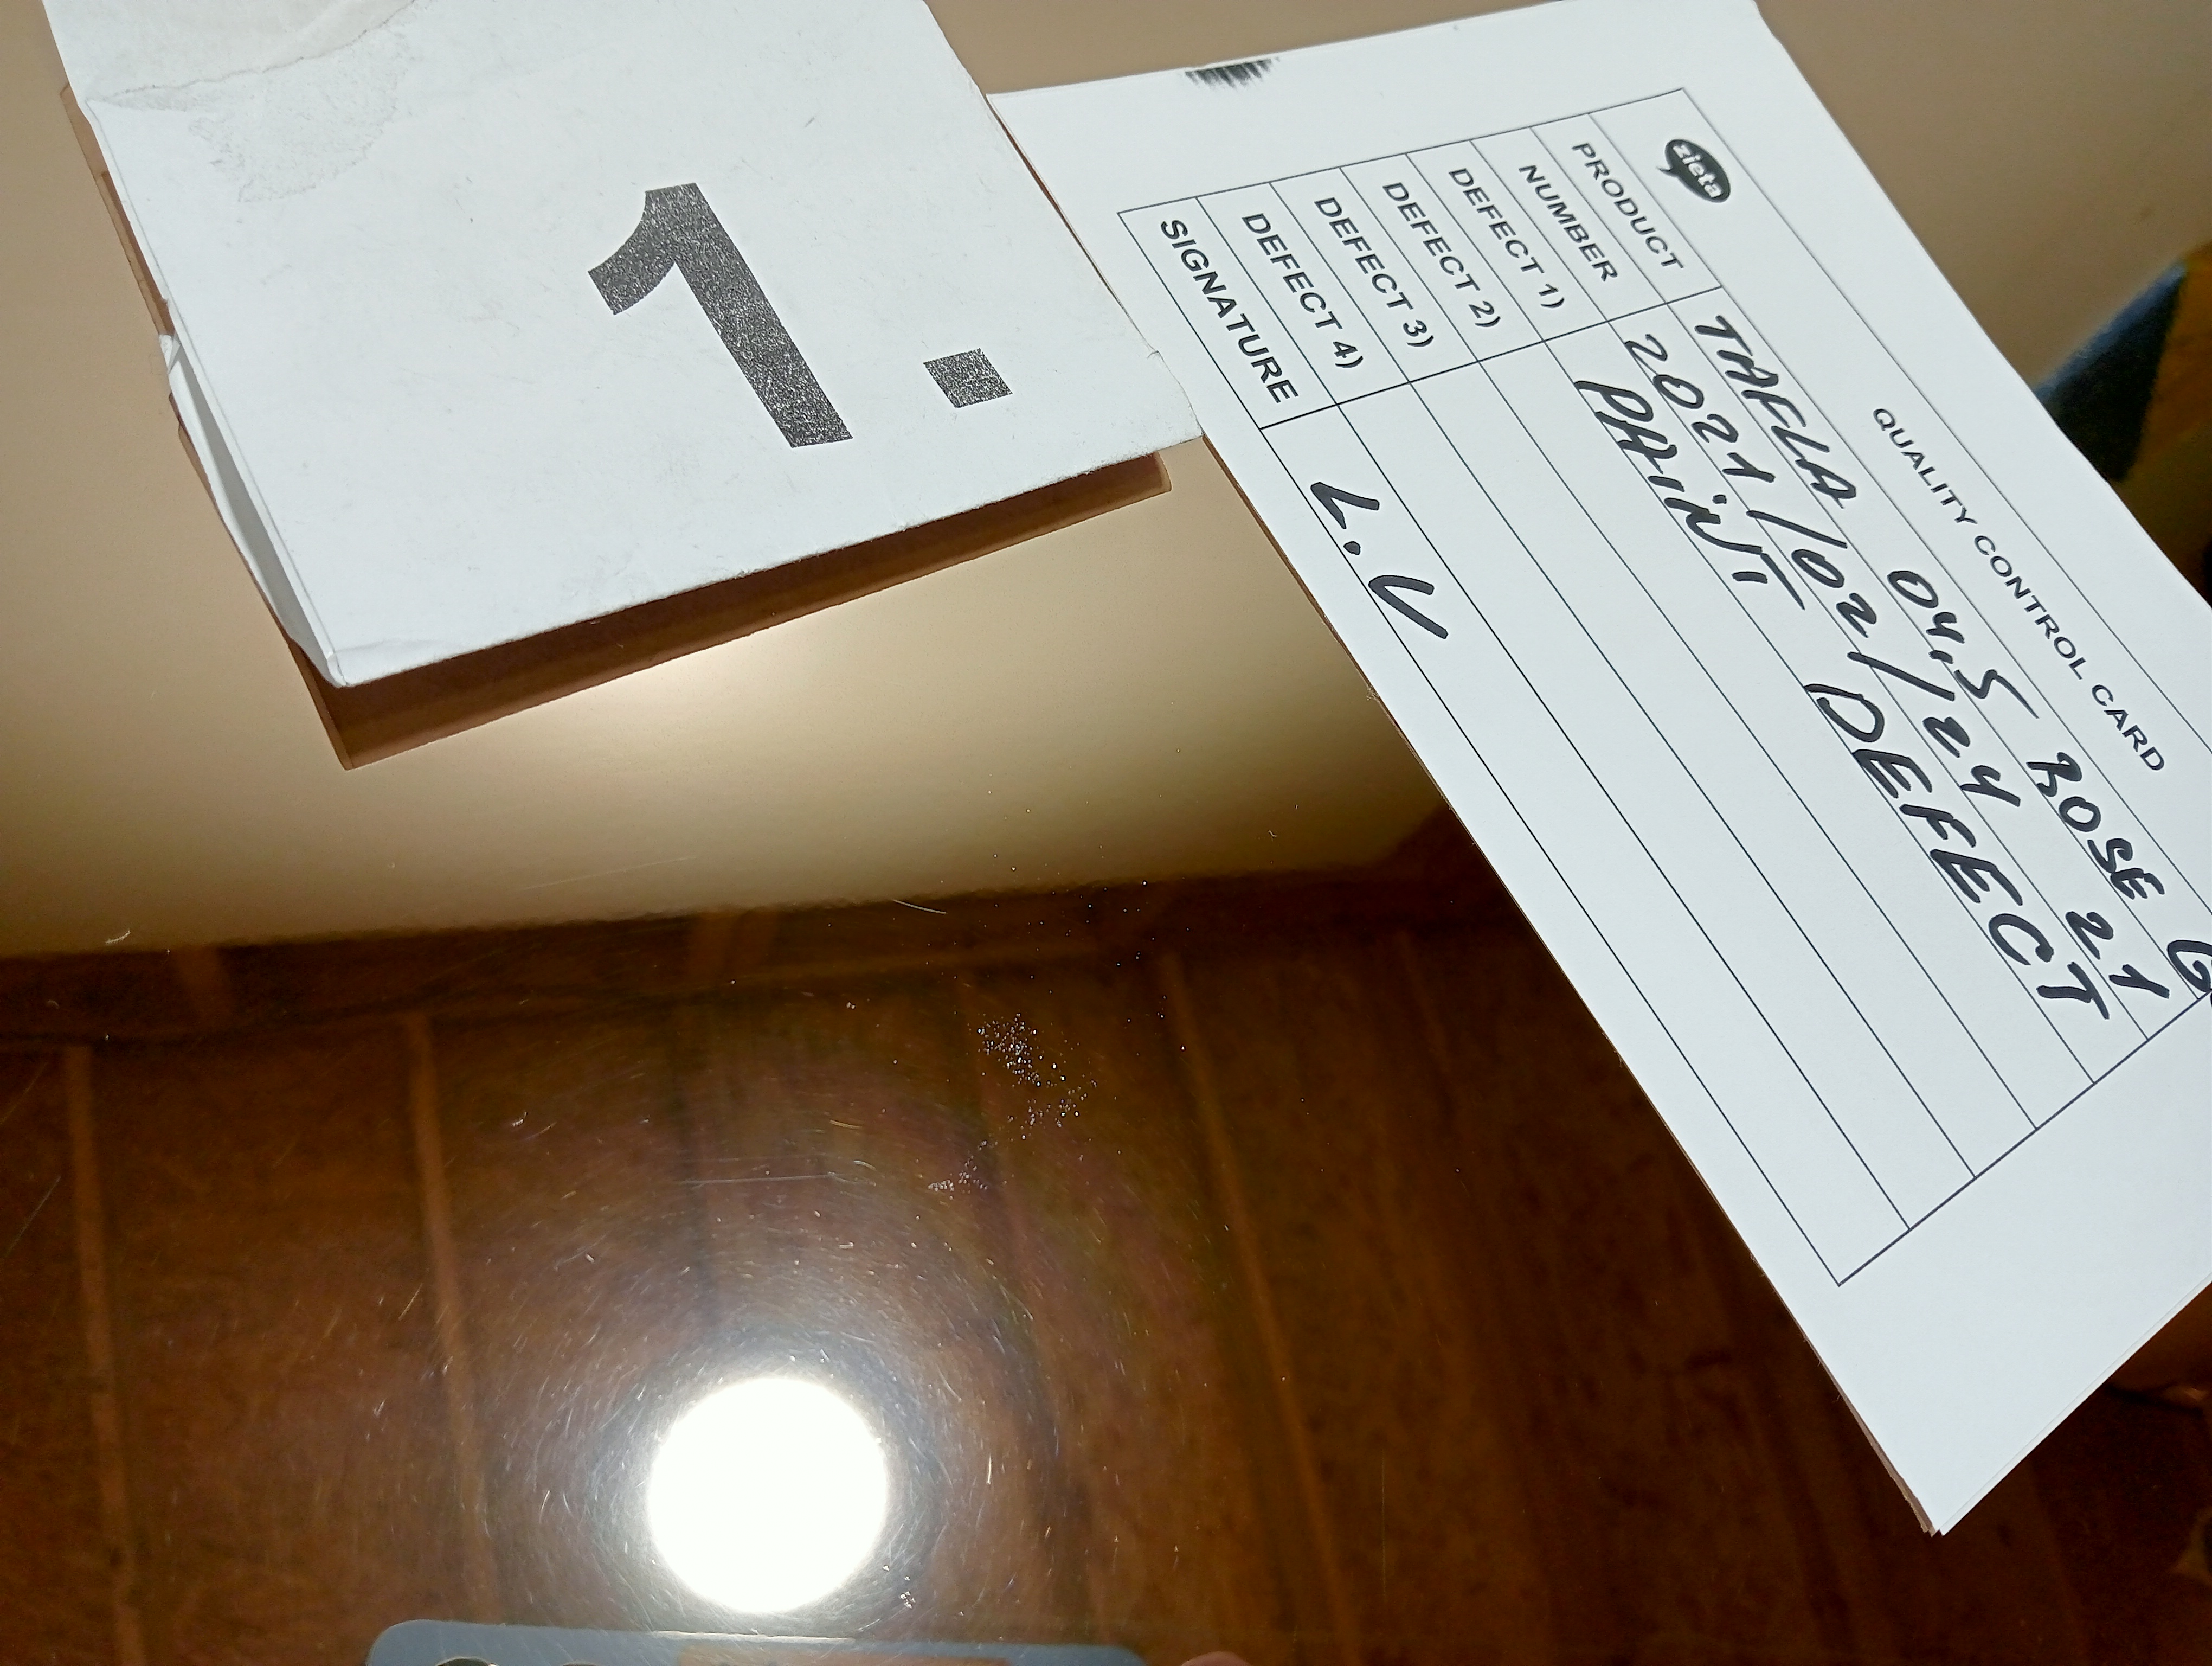 1.
zieta
QUALITY CONTROL CARD
PRODUCT TAFLA 04,5 ROSE
NUMBER 2021/02/24 21
DEFECT 1) PAINT DEFECT
DEFECT 2)
DEFECT 3)
DEFECT 4)
SIGNATURE L.V